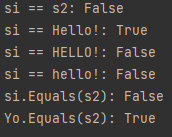 si == s2: False
si == Hello!: True
si == HELLO!: False
si == hello!: False
si.Equals(s2): False
Yo.Equals(s2): True